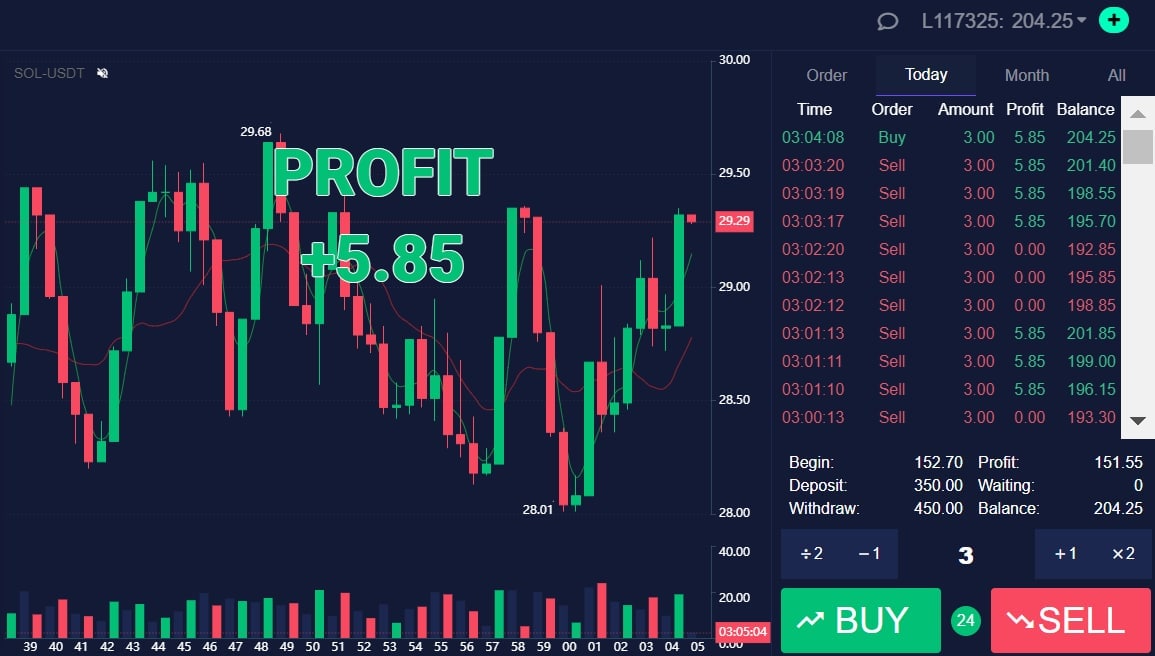 L117325: 204.25
SOL-USDT
30.00
29.50
29.29
29.00
28.50
28.00
29.68
28.01
PROFIT
+5.85
40.00
20.00
03:05:04
0.00
39 40 41 42 43 44 45 46 47 48 49 50 51 52 53 54 55 56 57 58 59 00 01 02 03 04 05
Order Today Month All
Time Order Amount Profit Balance
03:04:08 Buy 3.00 5.85 204.25
03:03:20 Sell 3.00 5.85 201.40
03:03:19 Sell 3.00 5.85 198.55
03:03:17 Sell 3.00 5.85 195.70
03:02:20 Sell 3.00 0.00 192.85
03:02:13 Sell 3.00 0.00 195.85
03:02:12 Sell 3.00 0.00 198.85
03:01:13 Sell 3.00 5.85 201.85
03:01:11 Sell 3.00 5.85 199.00
03:01:10 Sell 3.00 5.85 196.15
03:00:13 Sell 3.00 0.00 193.30
Begin: 152.70 Profit: 151.55
Deposit: 350.00 Waiting: 0
Withdraw: 450.00 Balance: 204.25
÷2 −1 3 +1 ×2
BUY 24 SELL